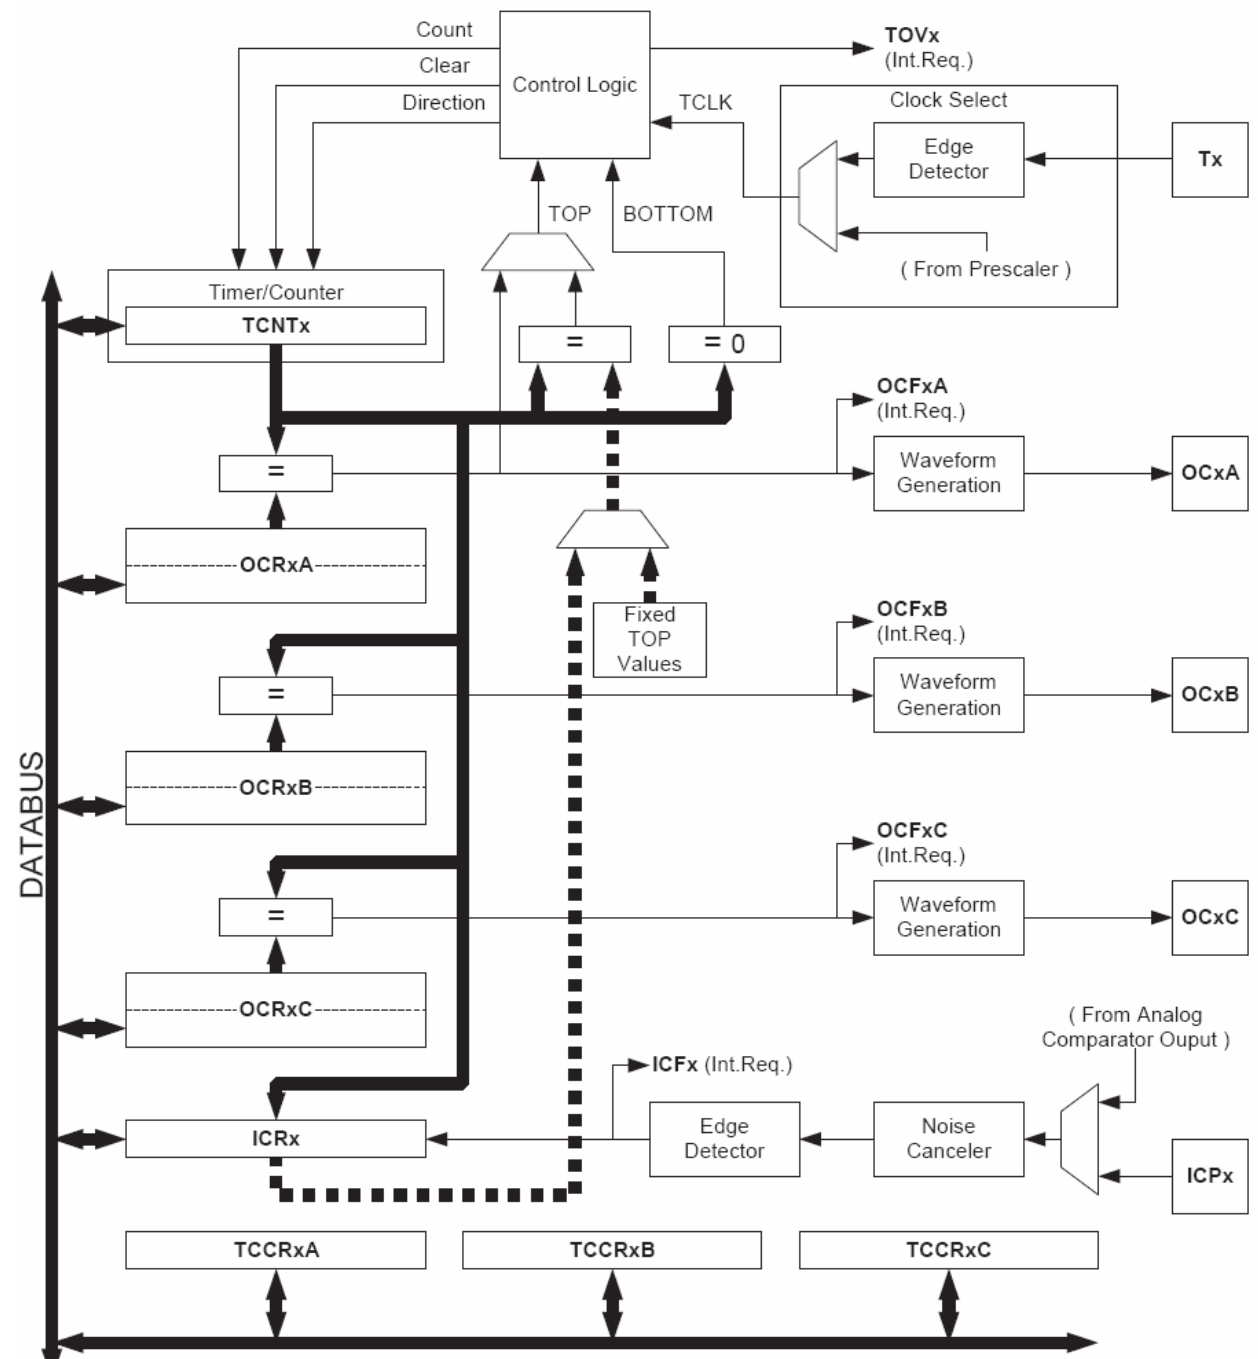 Count
TOVx
(Int.Req.)
Clear
Control Logic
Direction
TCLK
Clock Select
Edge
Detector
Tx
TOP
BOTTOM
( From Prescaler )
Timer/Counter
TCNTx
=
= 0
OCFxA
(Int.Req.)
=
Waveform
Generation
OCxA
OCRxA
Fixed
TOP
Values
OCFxB
(Int.Req.)
=
Waveform
Generation
OCxB
OCRxB
DATABUS
OCFxC
(Int.Req.)
=
Waveform
Generation
OCxC
OCRxC
( From Analog
Comparator Ouput )
ICFx (Int.Req.)
ICRx
Edge
Detector
Noise
Canceler
ICPx
TCCRxA
TCCRxB
TCCRxC